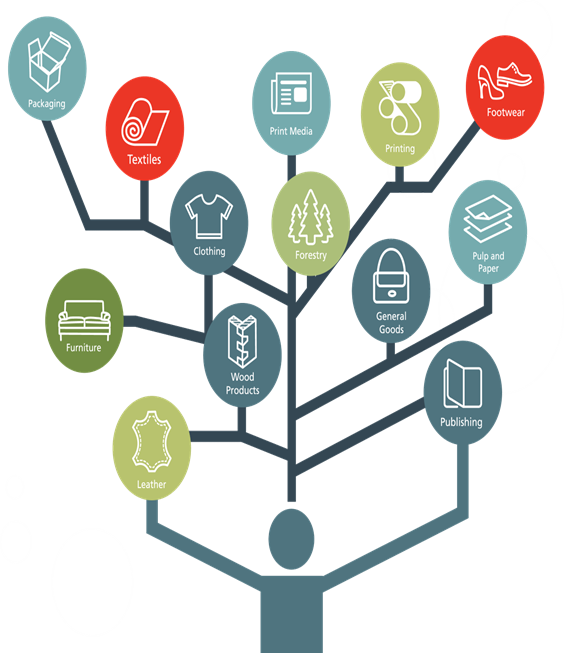 Packaging
Textiles
Print Media
Printing
Footwear
Clothing
Forestry
Pulp and
Paper
General
Goods
Furniture
Wood
Products
Publishing
Leather